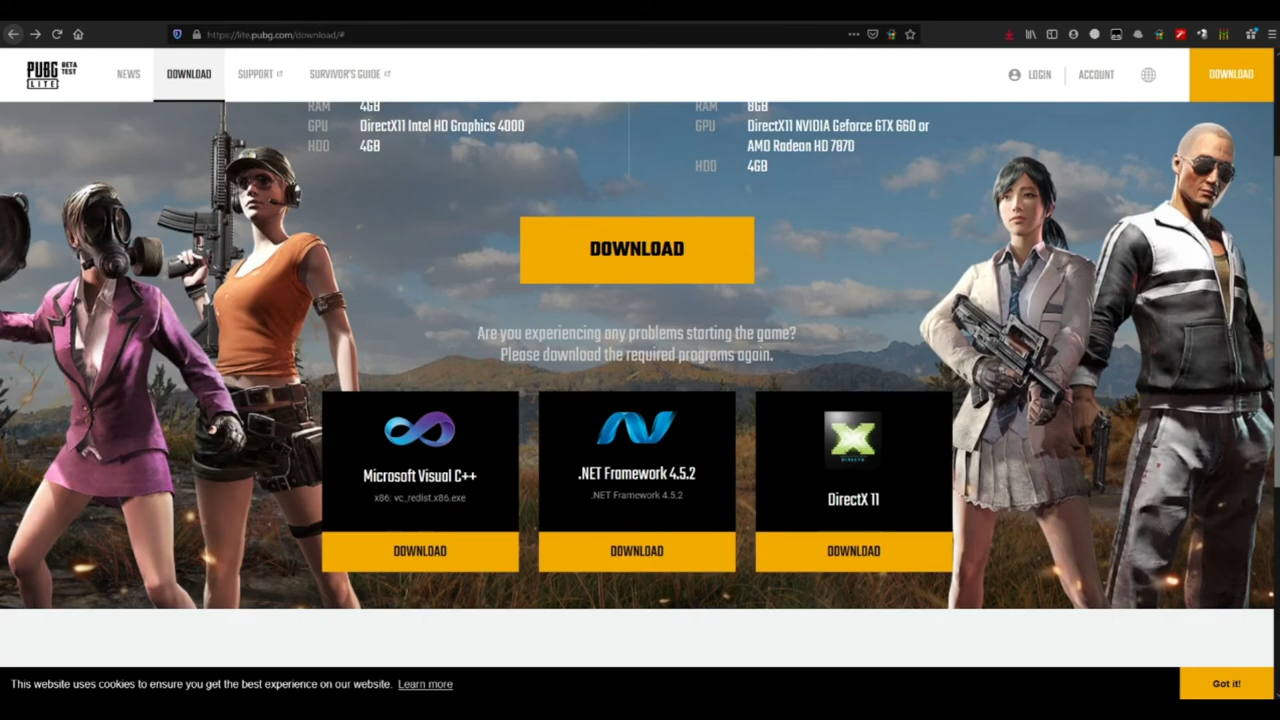 https://lite.pubg.com/download/#
PUBG LITE BETA TEST
NEWS
DOWNLOAD
SUPPORT
SURVIVOR'S GUIDE
LOGIN
ACCOUNT
DOWNLOAD
RAM 4GB
GPU DirectX11 Intel HD Graphics 4000
HDD 4GB
RAM 8GB
GPU DirectX11 NVIDIA Geforce GTX 660 or
AMD Radeon HD 7870
HDD 4GB
DOWNLOAD
Are you experiencing any problems starting the game?
Please download the required programs again.
Microsoft Visual C++
x86: vc_redist.x86.exe
DOWNLOAD
.NET Framework 4.5.2
.NET Framework 4.5.2
DOWNLOAD
DIRECTX
DirectX 11
DOWNLOAD
This website uses cookies to ensure you get the best experience on our website. Learn more
Got it!